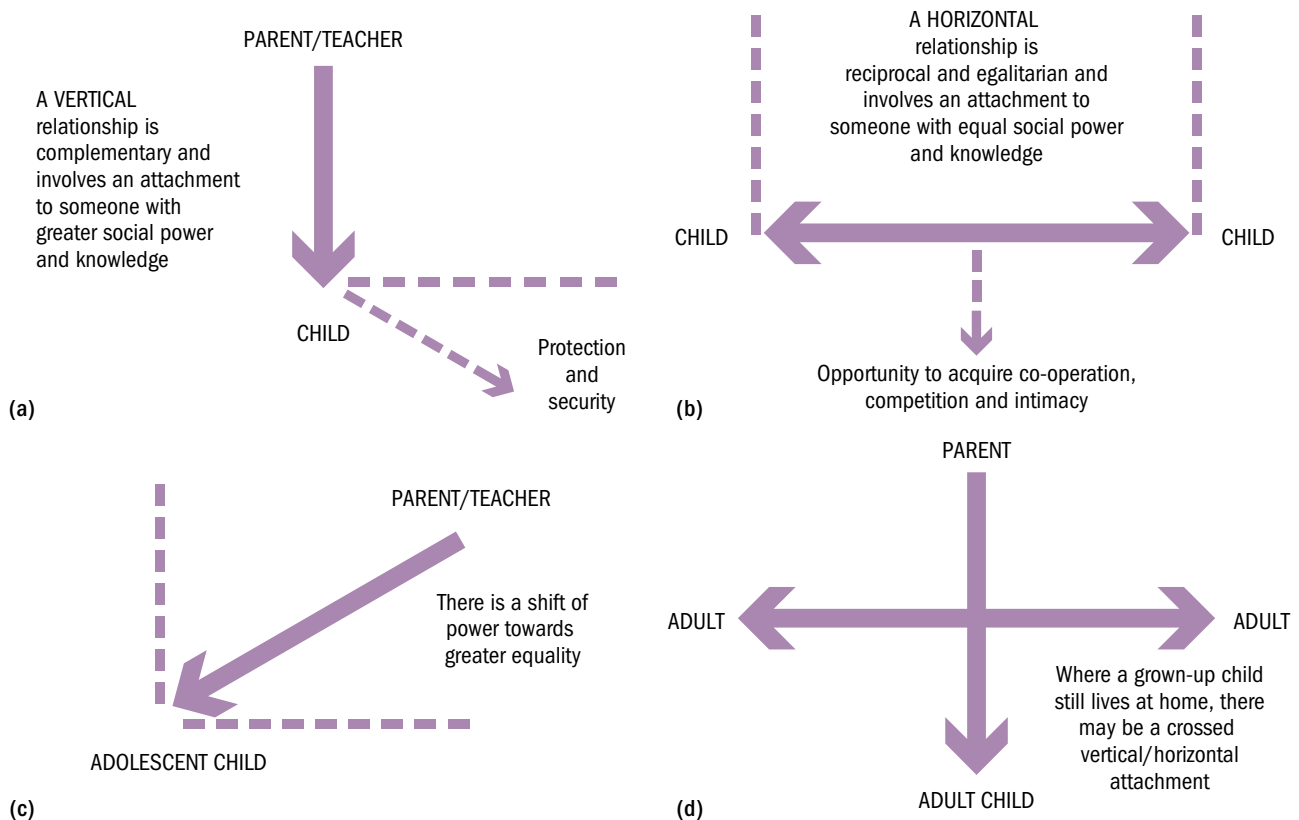 PARENT/TEACHER
A VERTICAL
relationship is
complementary and
involves an attachment
to someone with
greater social power
and knowledge
CHILD
Protection
and
security
(a)
A HORIZONTAL
relationship is
reciprocal and egalitarian and
involves an attachment to
someone with equal social power
and knowledge
CHILD
CHILD
Opportunity to acquire co-operation,
competition and intimacy
(b)
PARENT/TEACHER
There is a shift of
power towards
greater equality
ADOLESCENT CHILD
(c)
PARENT
ADULT
ADULT
Where a grown-up child
still lives at home, there
may be a crossed
vertical/horizontal
attachment
ADULT CHILD
(d)